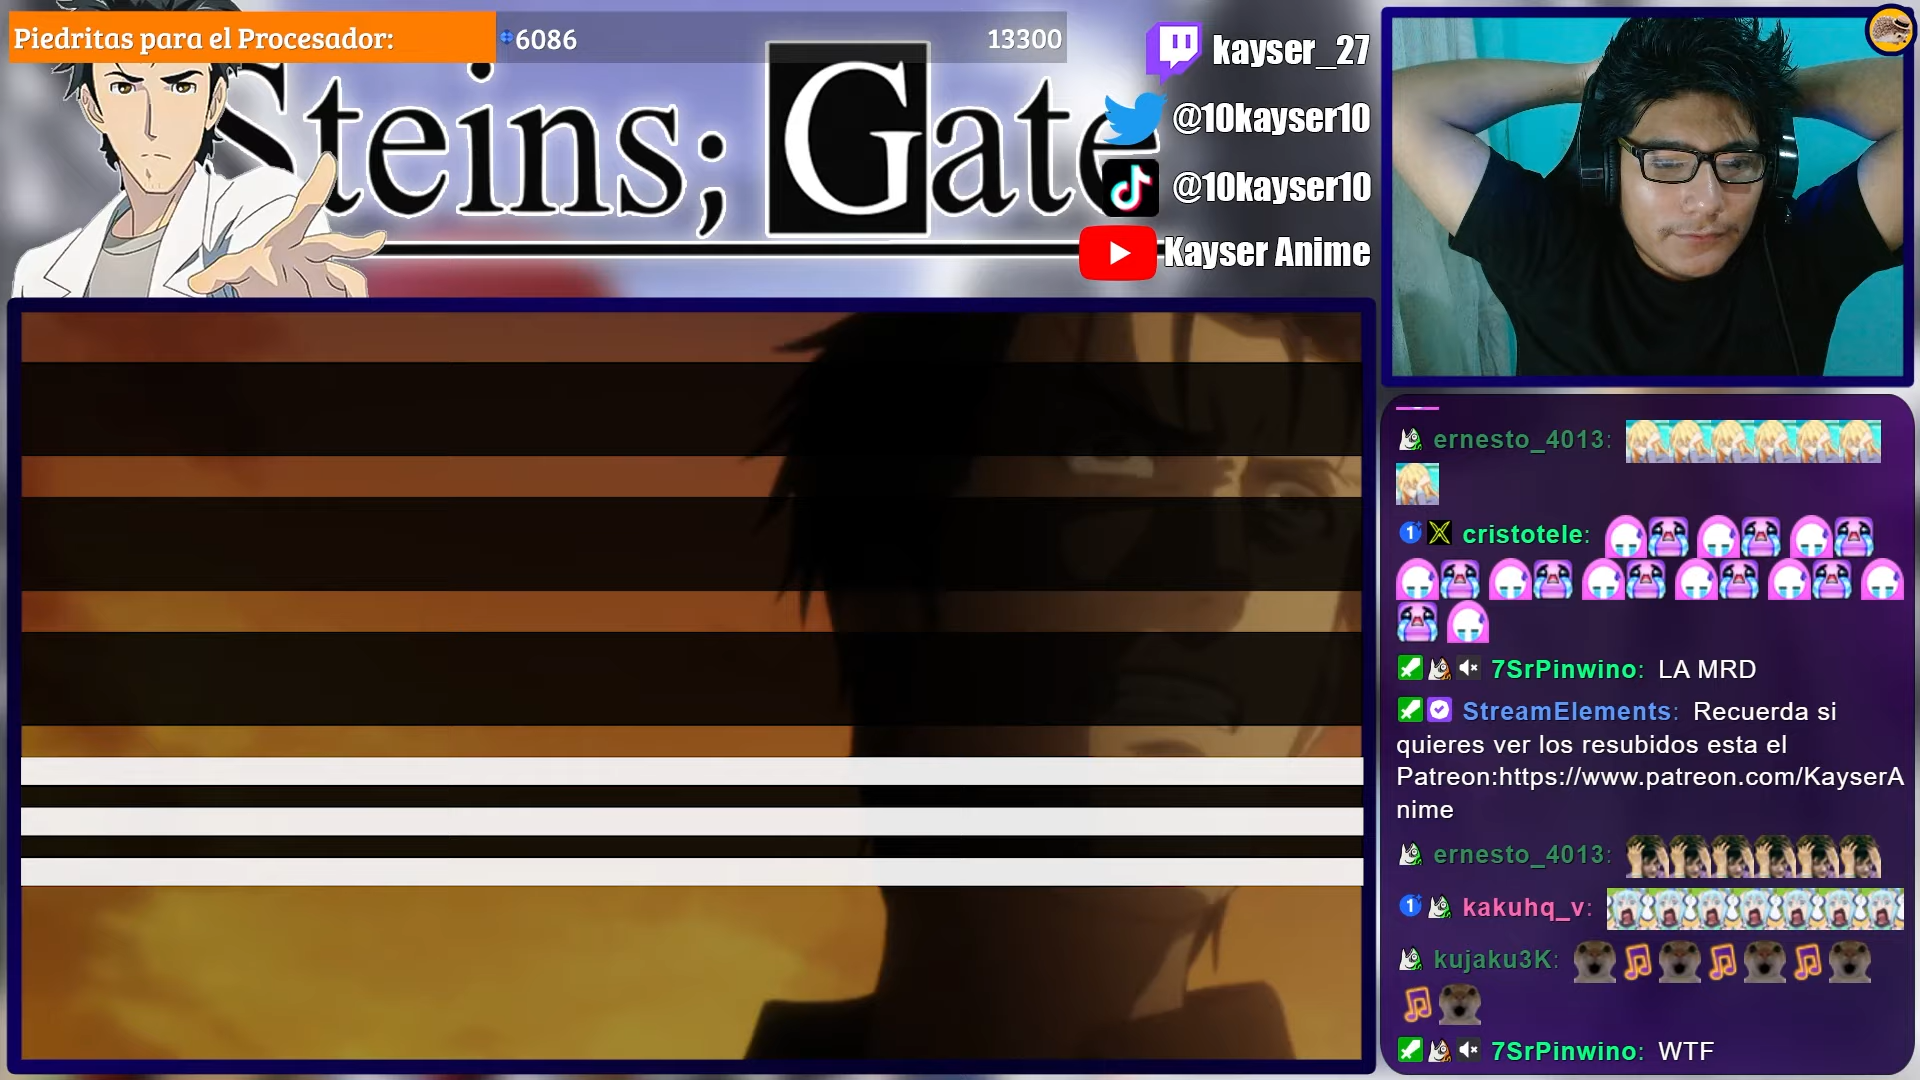 Piedritas para el Procesador:
6086
13300
Steins; Gate
kayser_27
@10kayser10
@10kayser10
Kayser Anime
ernesto_4013:
1 cristotele:
7SrPinwino: LA MRD
StreamElements: Recuerda si
quieres ver los resubidos esta el
Patreon:https://www.patreon.com/KayserA
nime
ernesto_4013:
1 kakuhq_v:
kujaku3K:
7SrPinwino: WTF